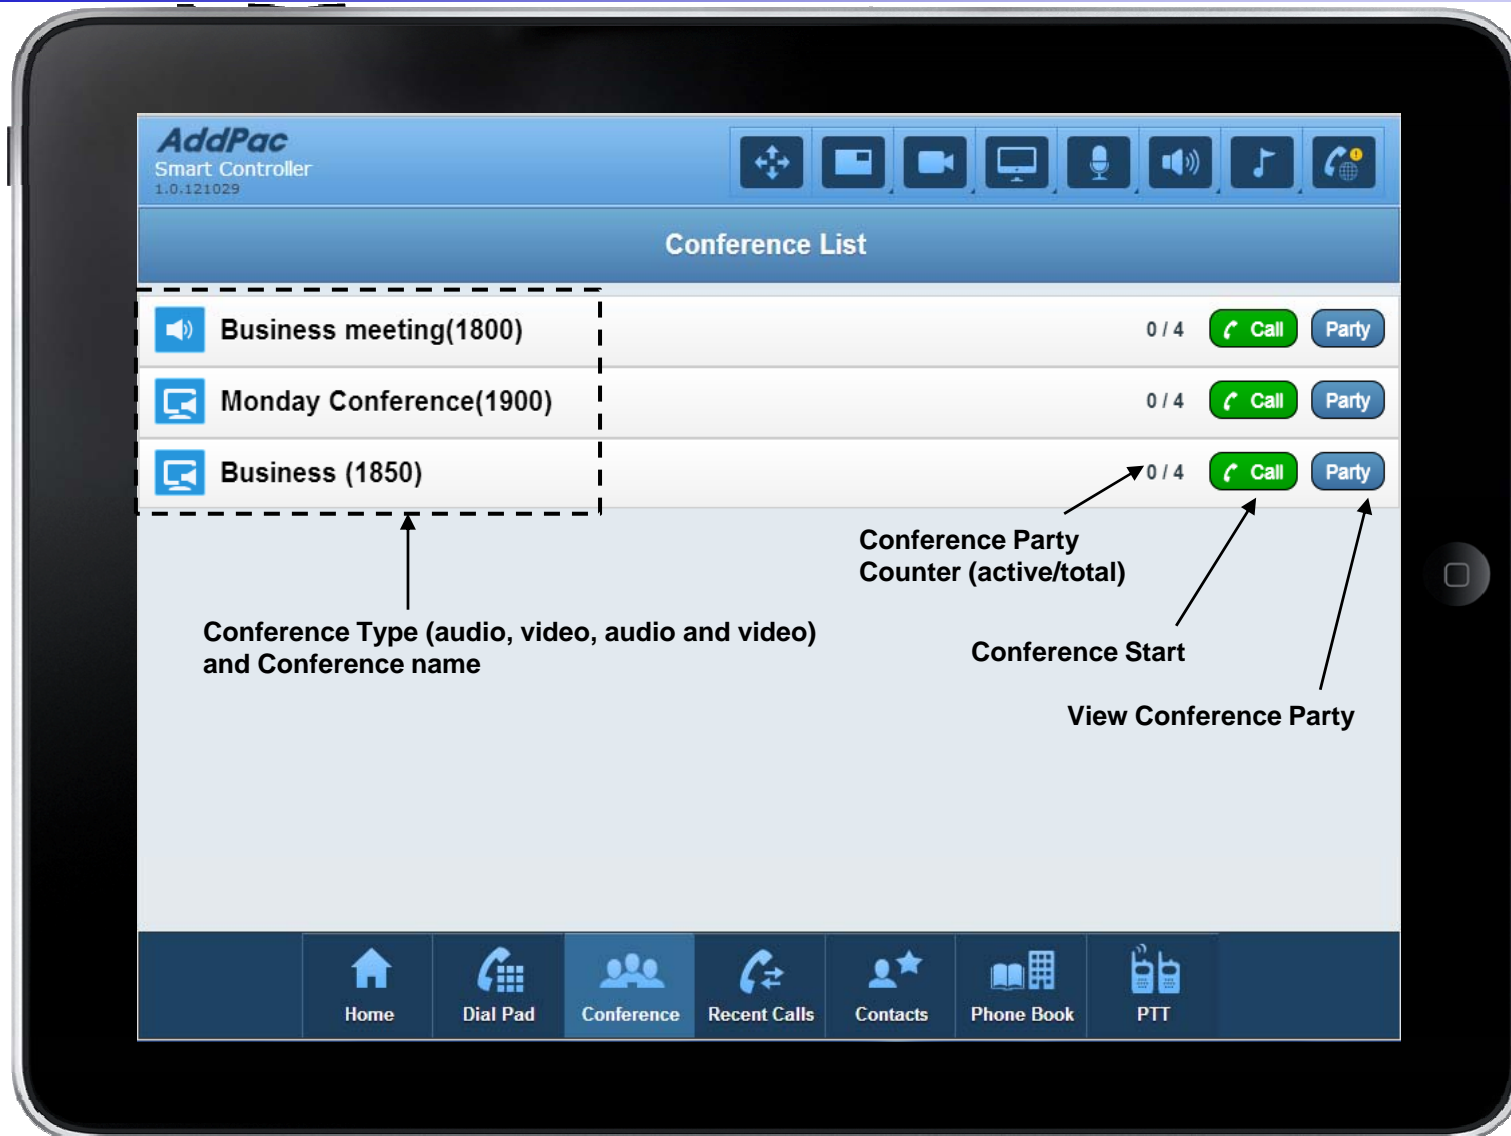 AddPac
Smart Controller
1.0.121029
Conference List
Business meeting(1800)
0 / 4
Call
Party
Monday Conference(1900)
0 / 4
Call
Party
Business (1850)
0 / 4
Call
Party
Conference Party
Counter (active/total)
Conference Type (audio, video, audio and video)
and Conference name
Conference Start
View Conference Party
Home
Dial Pad
Conference
Recent Calls
Contacts
Phone Book
PTT